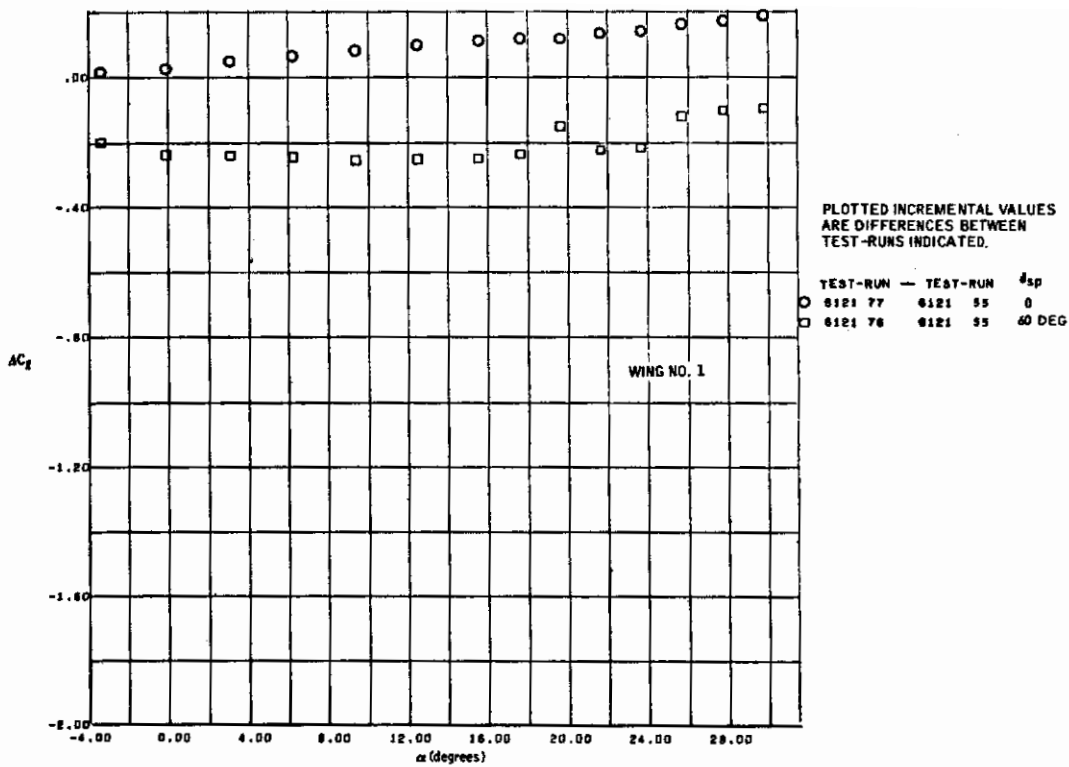 .00
-.40
-.80
ΔCℓ
-1.20
-1.60
-2.00
-4.00 0.00 4.00 8.00 12.00 16.00 20.00 24.00 28.00
α (degrees)
WING NO. 1
PLOTTED INCREMENTAL VALUES
ARE DIFFERENCES BETWEEN
TEST-RUNS INDICATED.
TEST-RUN — TEST-RUN δsp
6121 77 6121 55 0
6121 76 6121 55 60 DEG